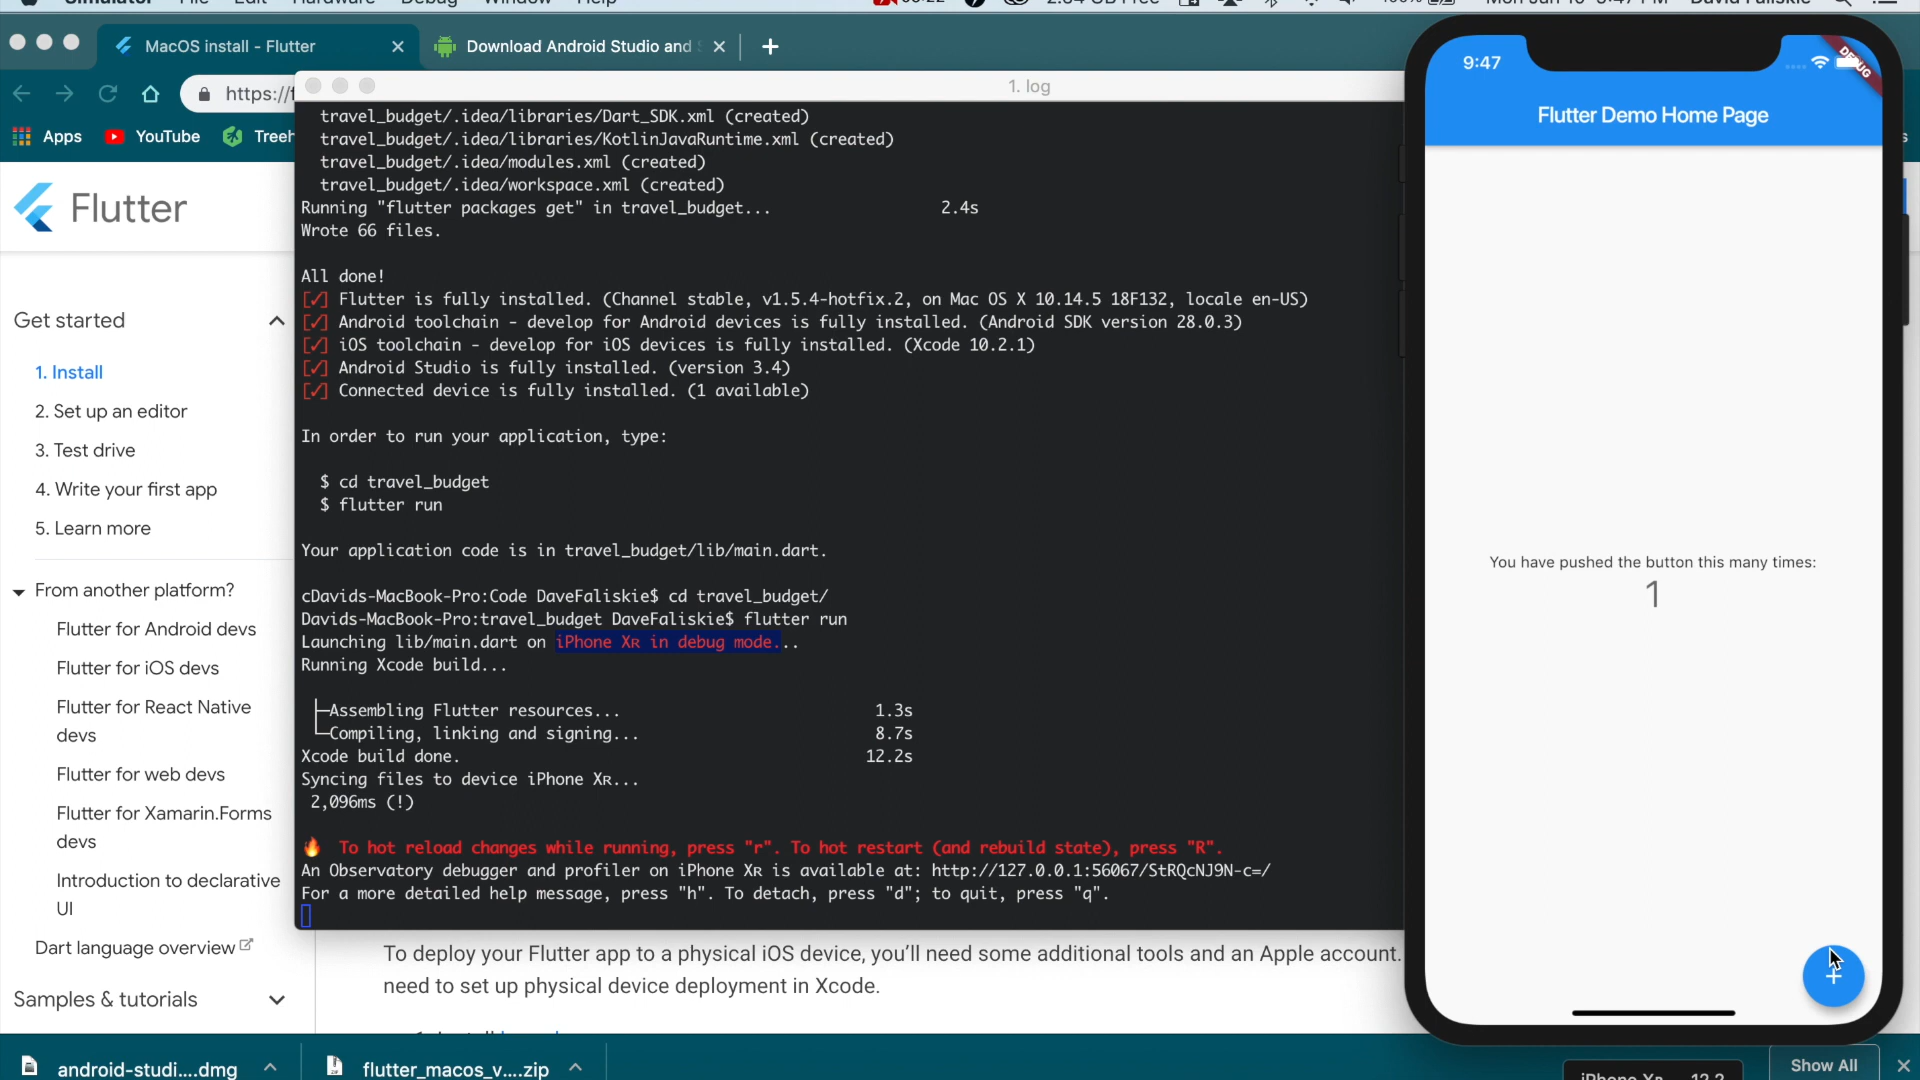 Simulator File Edit Hardware Debug Window Help
MacOS install - Flutter
Download Android Studio and
https://f
1. log
Apps
YouTube
Treeh
Flutter
Get started
1. Install
2. Set up an editor
3. Test drive
4. Write your first app
5. Learn more
From another platform?
Flutter for Android devs
Flutter for iOS devs
Flutter for React Native
devs
Flutter for web devs
Flutter for Xamarin.Forms
devs
Introduction to declarative
UI
Dart language overview
Samples & tutorials
travel_budget/.idea/libraries/Dart_SDK.xml (created)
travel_budget/.idea/libraries/KotlinJavaRuntime.xml (created)
travel_budget/.idea/modules.xml (created)
travel_budget/.idea/workspace.xml (created)
Running "flutter packages get" in travel_budget... 2.4s
Wrote 66 files.
All done!
[✓] Flutter is fully installed. (Channel stable, v1.5.4-hotfix.2, on Mac OS X 10.14.5 18F132, locale en-US)
[✓] Android toolchain - develop for Android devices is fully installed. (Android SDK version 28.0.3)
[✓] iOS toolchain - develop for iOS devices is fully installed. (Xcode 10.2.1)
[✓] Android Studio is fully installed. (version 3.4)
[✓] Connected device is fully installed. (1 available)
In order to run your application, type:
$ cd travel_budget
$ flutter run
Your application code is in travel_budget/lib/main.dart.
cDavids-MacBook-Pro:Code DaveFaliskie$ cd travel_budget/
Davids-MacBook-Pro:travel_budget DaveFaliskie$ flutter run
Launching lib/main.dart on iPhone Xʀ in debug mode...
Running Xcode build...
├─Assembling Flutter resources... 1.3s
└─Compiling, linking and signing... 8.7s
Xcode build done. 12.2s
Syncing files to device iPhone Xʀ...
2,096ms (!)
🔥 To hot reload changes while running, press "r". To hot restart (and rebuild state), press "R".
An Observatory debugger and profiler on iPhone Xʀ is available at: http://127.0.0.1:56067/StRQcNJ9N-c=/
For a more detailed help message, press "h". To detach, press "d"; to quit, press "q".
To deploy your Flutter app to a physical iOS device, you'll need some additional tools and an Apple account.
need to set up physical device deployment in Xcode.
9:47
DEBUG
Flutter Demo Home Page
You have pushed the button this many times:
1
+
android-studi....dmg
flutter_macos_v....zip
Show All